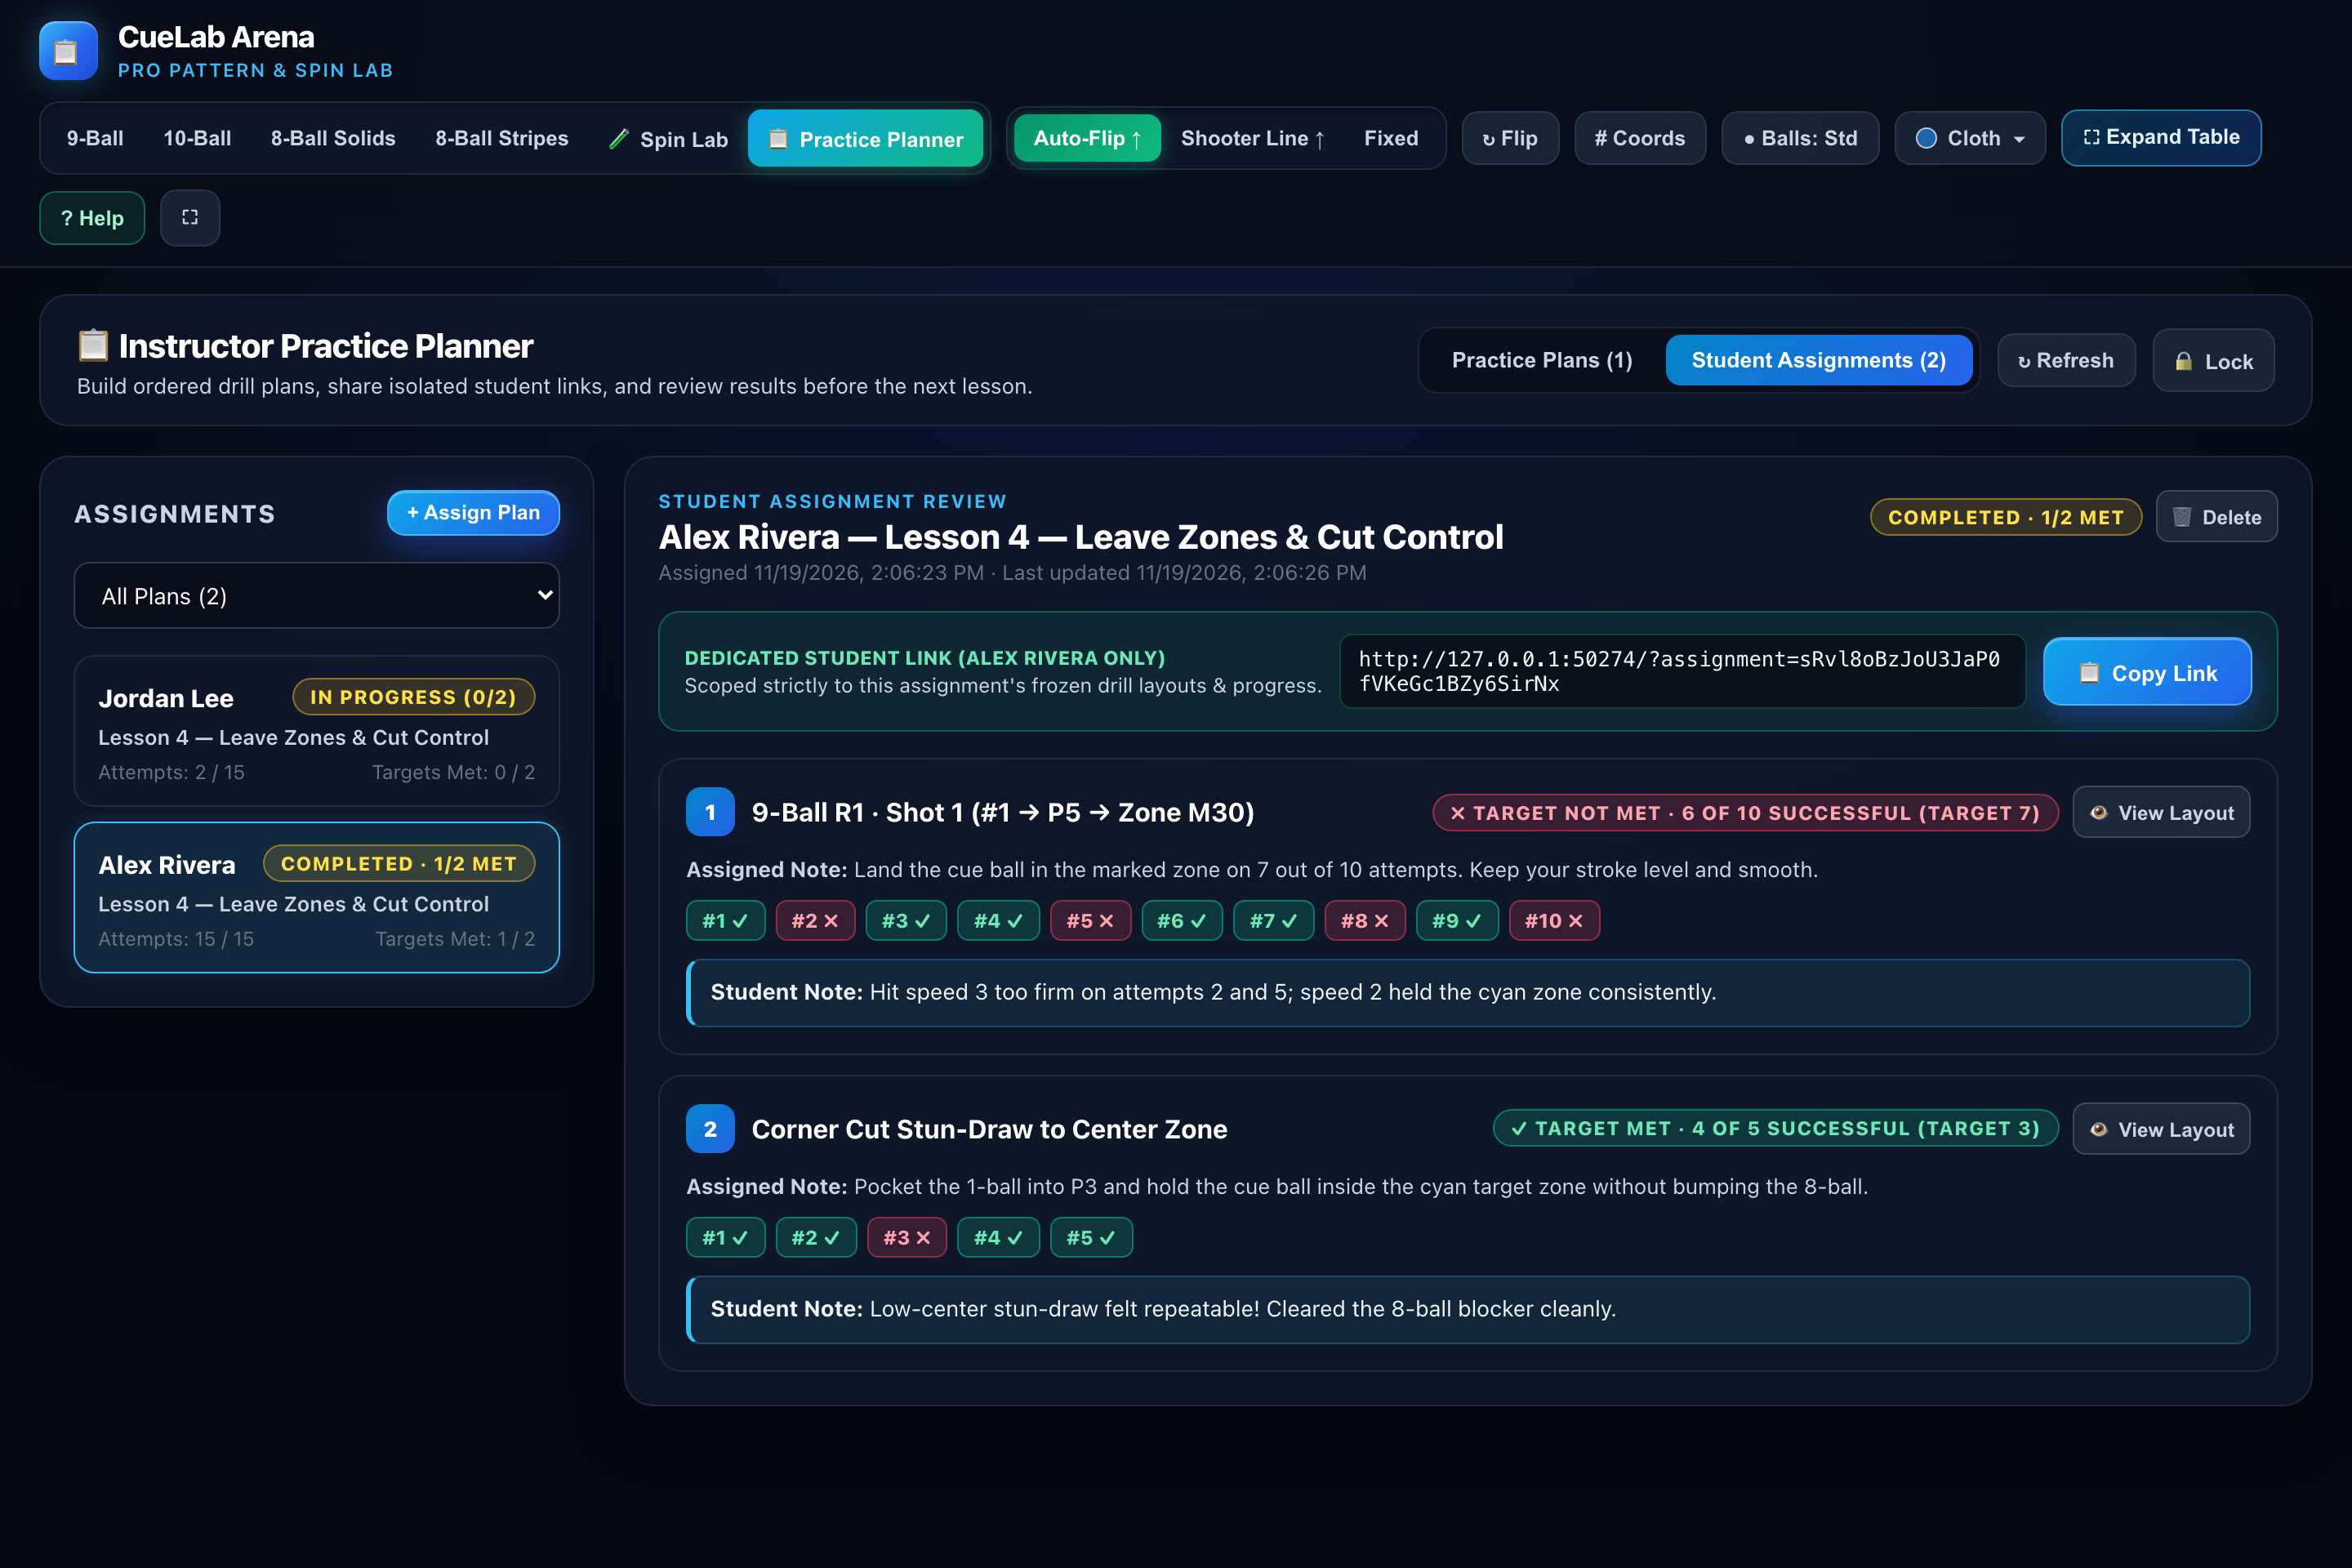 CueLab Arena
PRO PATTERN & SPIN LAB
9-Ball 10-Ball 8-Ball Solids 8-Ball Stripes Spin Lab Practice Planner Auto-Flip ↑ Shooter Line ↑ Fixed ↻ Flip # Coords ● Balls: Std Cloth Expand Table
? Help
Instructor Practice Planner
Build ordered drill plans, share isolated student links, and review results before the next lesson.
Practice Plans (1) Student Assignments (2) ↻ Refresh Lock
ASSIGNMENTS + Assign Plan
All Plans (2)
Jordan Lee IN PROGRESS (0/2)
Lesson 4 — Leave Zones & Cut Control
Attempts: 2 / 15 Targets Met: 0 / 2
Alex Rivera COMPLETED · 1/2 MET
Lesson 4 — Leave Zones & Cut Control
Attempts: 15 / 15 Targets Met: 1 / 2
STUDENT ASSIGNMENT REVIEW
Alex Rivera — Lesson 4 — Leave Zones & Cut Control
Assigned 11/19/2026, 2:06:23 PM · Last updated 11/19/2026, 2:06:26 PM
COMPLETED · 1/2 MET Delete
DEDICATED STUDENT LINK (ALEX RIVERA ONLY)
Scoped strictly to this assignment's frozen drill layouts & progress.
http://127.0.0.1:50274/?assignment=sRvl8oBzJoU3JaP0
fVKeGc1BZy6SirNx
Copy Link
1 9-Ball R1 · Shot 1 (#1 → P5 → Zone M30) ✕ TARGET NOT MET · 6 OF 10 SUCCESSFUL (TARGET 7) View Layout
Assigned Note: Land the cue ball in the marked zone on 7 out of 10 attempts. Keep your stroke level and smooth.
#1 ✓ #2 ✕ #3 ✓ #4 ✓ #5 ✕ #6 ✓ #7 ✓ #8 ✕ #9 ✓ #10 ✕
Student Note: Hit speed 3 too firm on attempts 2 and 5; speed 2 held the cyan zone consistently.
2 Corner Cut Stun-Draw to Center Zone ✓ TARGET MET · 4 OF 5 SUCCESSFUL (TARGET 3) View Layout
Assigned Note: Pocket the 1-ball into P3 and hold the cue ball inside the cyan target zone without bumping the 8-ball.
#1 ✓ #2 ✓ #3 ✕ #4 ✓ #5 ✓
Student Note: Low-center stun-draw felt repeatable! Cleared the 8-ball blocker cleanly.